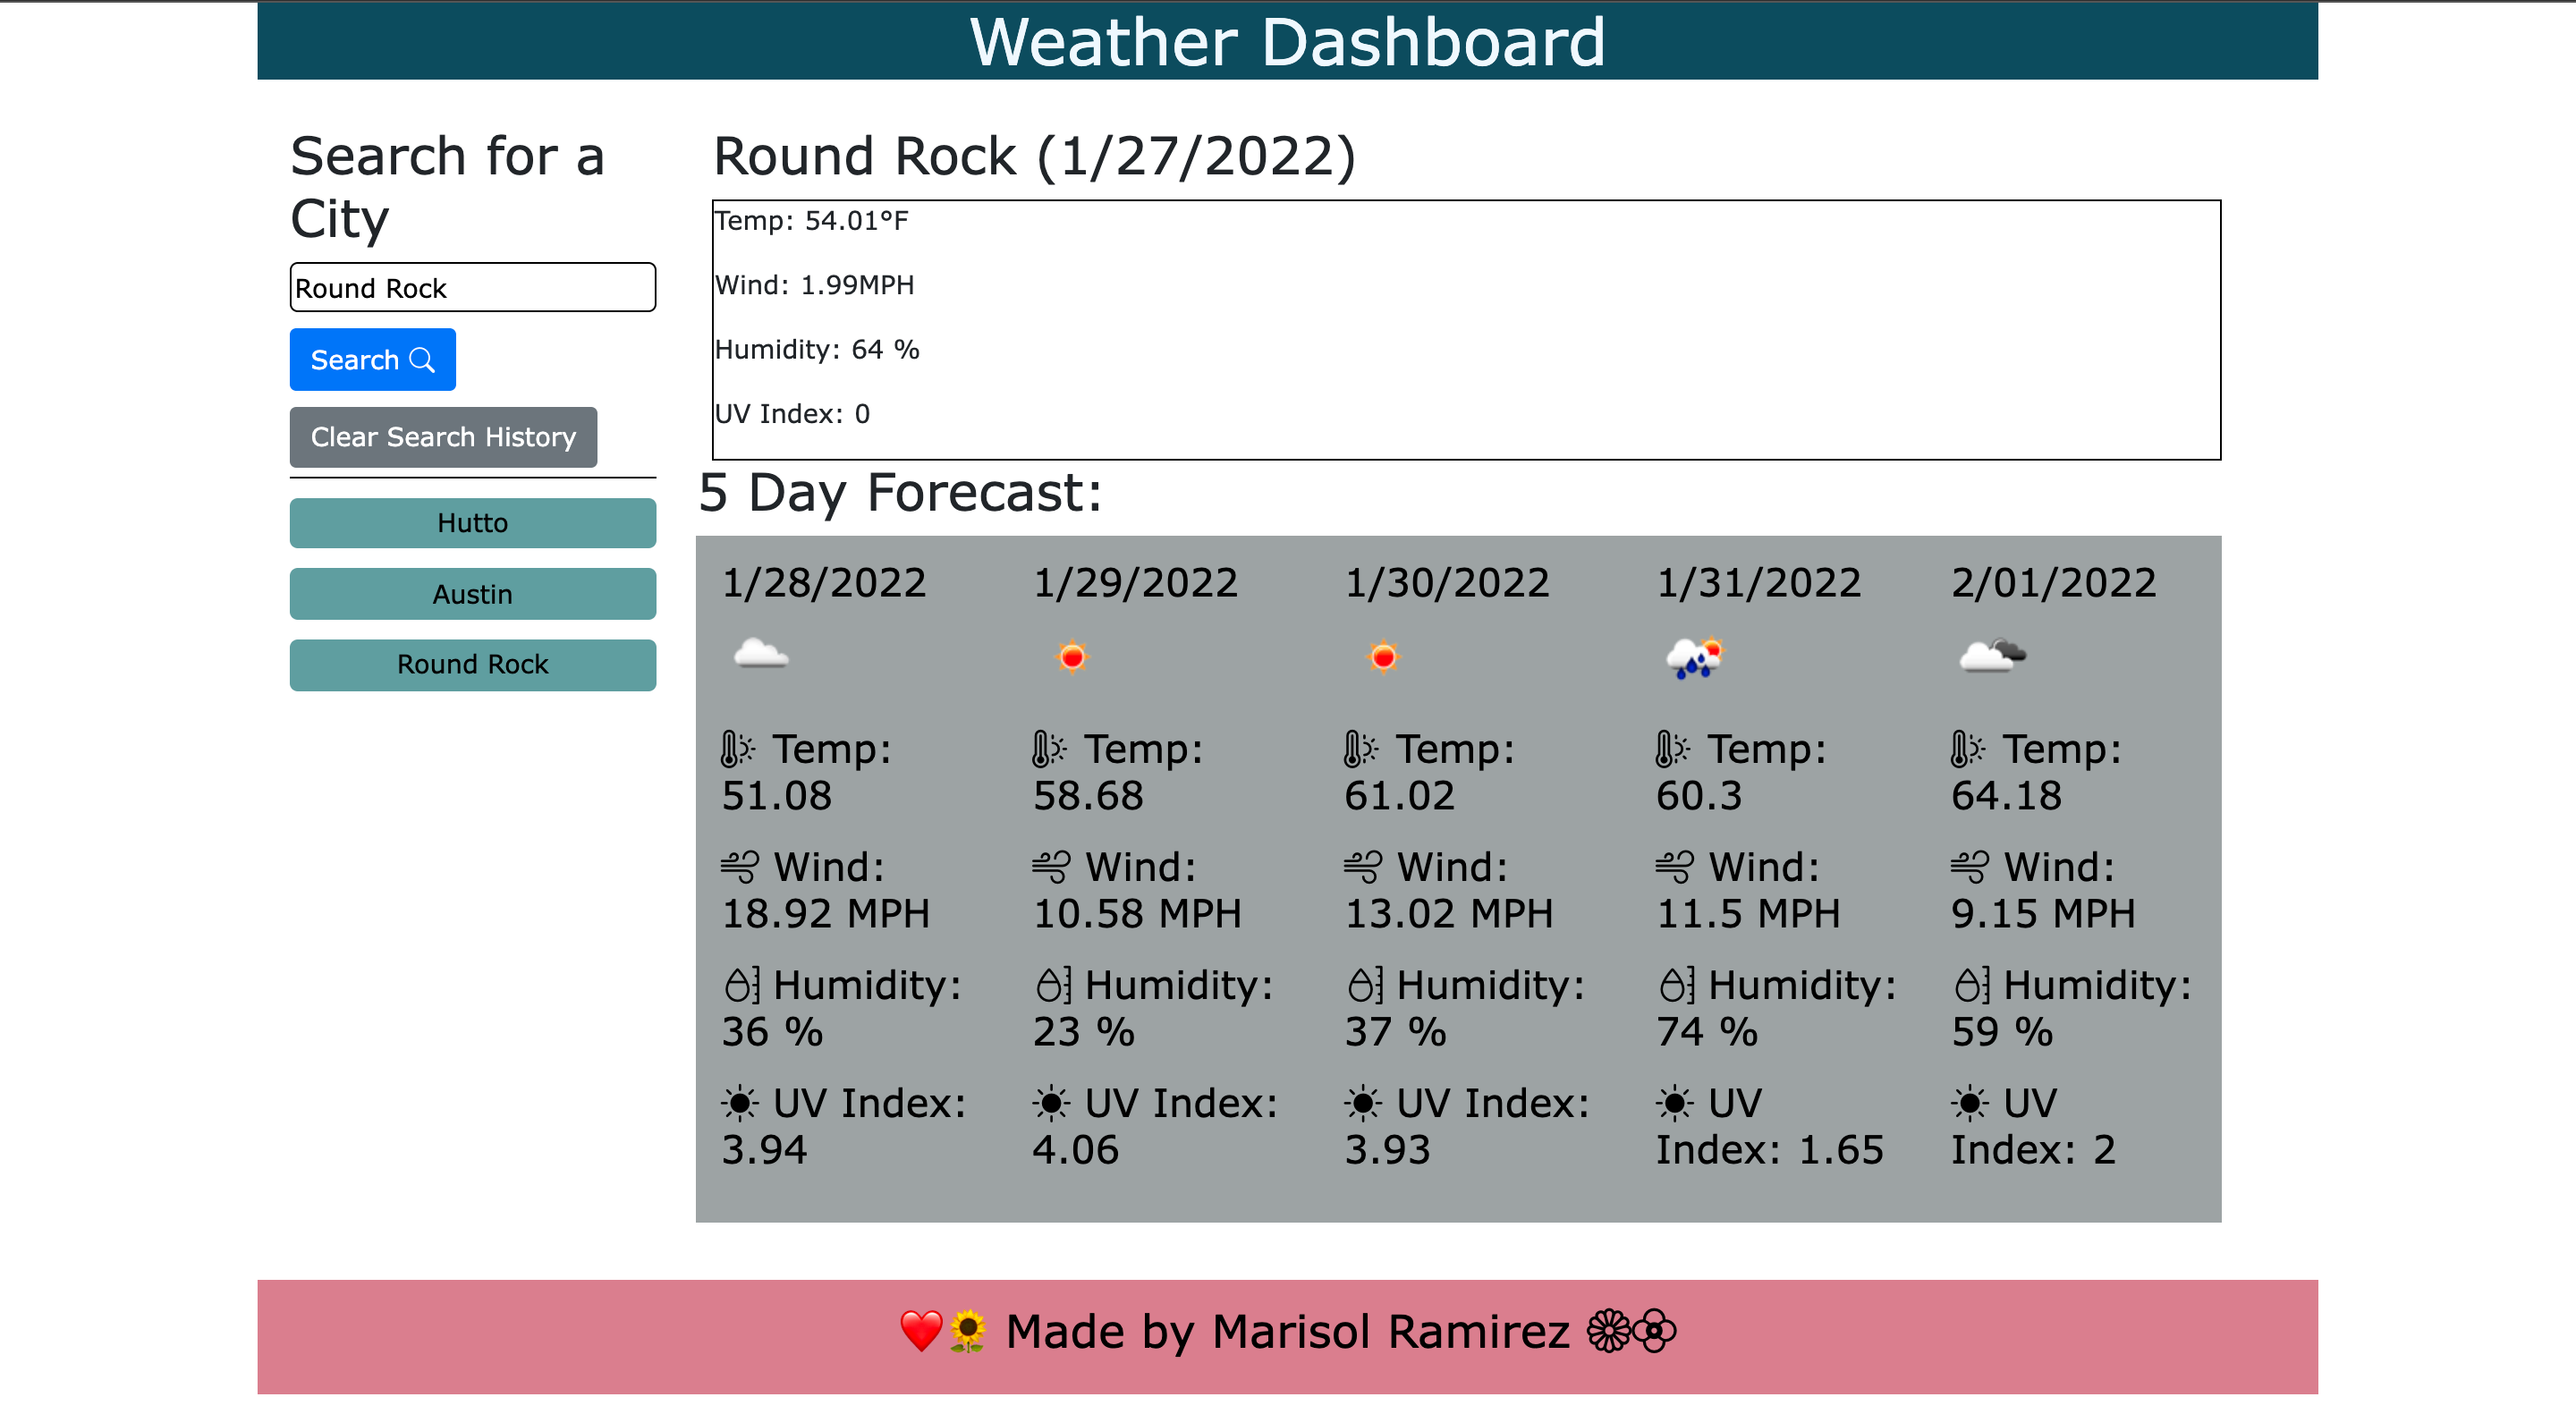 Weather Dashboard
Search for a
City
Round Rock
Search
Clear Search History
Hutto
Austin
Round Rock
Round Rock (1/27/2022)
Temp: 54.01°F
Wind: 1.99MPH
Humidity: 64 %
UV Index: 0
5 Day Forecast:
1/28/2022
Temp:
51.08
Wind:
18.92 MPH
Humidity:
36 %
UV Index:
3.94
1/29/2022
Temp:
58.68
Wind:
10.58 MPH
Humidity:
23 %
UV Index:
4.06
1/30/2022
Temp:
61.02
Wind:
13.02 MPH
Humidity:
37 %
UV Index:
3.93
1/31/2022
Temp:
60.3
Wind:
11.5 MPH
Humidity:
74 %
UV
Index: 1.65
2/01/2022
Temp:
64.18
Wind:
9.15 MPH
Humidity:
59 %
UV
Index: 2
❤️🌻 Made by Marisol Ramirez